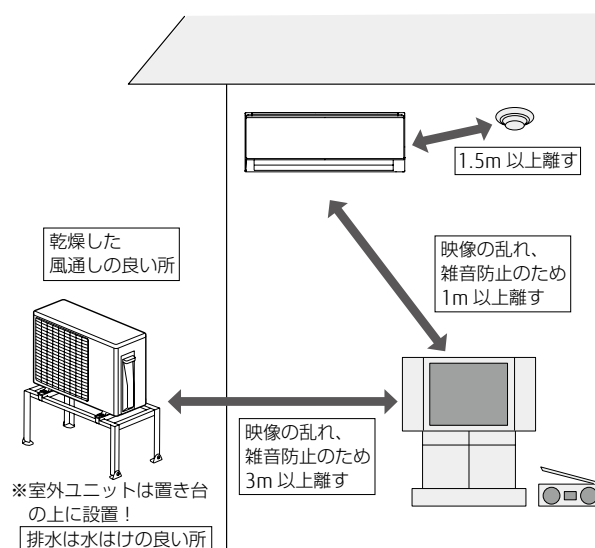 1.5m 以上離す
乾燥した
風通しの良い所
映像の乱れ、
雑音防止のため
1m 以上離す
映像の乱れ、
雑音防止のため
3m 以上離す
※室外ユニットは置き台
の上に設置！
排水は水はけの良い所